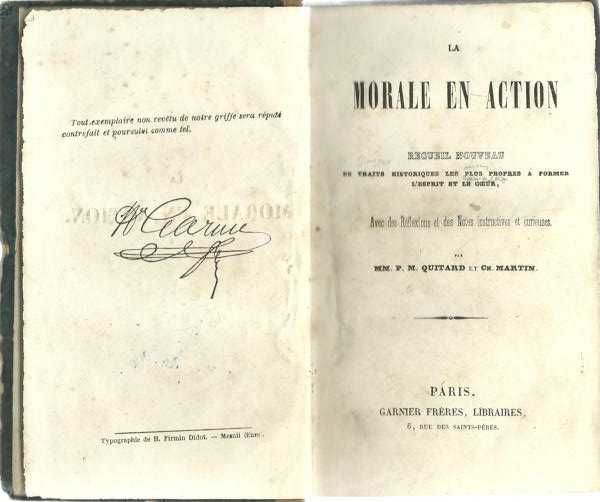 Tout exemplaire non revêtu de notre griffe sera réputé
contrefait et poursuivi comme tel.
Typographie de H. Firmin Didot. — Mesnil (Eure).
LA
MORALE EN ACTION
RECUEIL NOUVEAU
DE TRAITS HISTORIQUES LES PLUS PROPRES A FORMER
L'ESPRIT ET LE CŒUR,
Avec des Réflexions et des Notes instructives et curieuses.
PAR
MM. P. M. QUITARD ET CH. MARTIN.
PARIS.
GARNIER FRÈRES, LIBRAIRES,
6, RUE DES SAINTS-PÈRES.